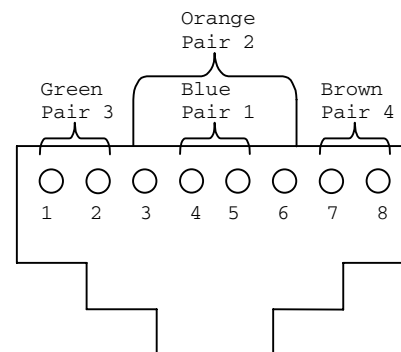 Orange
Pair 2
Green
Pair 3
Blue
Pair 1
Brown
Pair 4
1 2 3 4 5 6 7 8